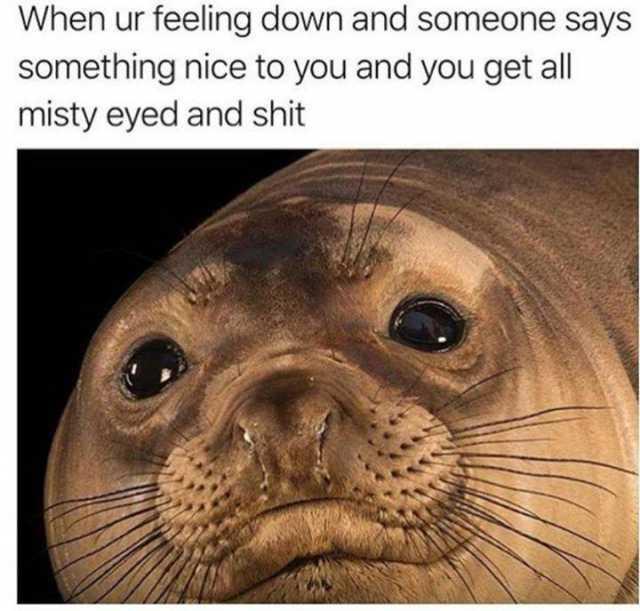 When ur feeling down and someone says
something nice to you and you get all
misty eyed and shit